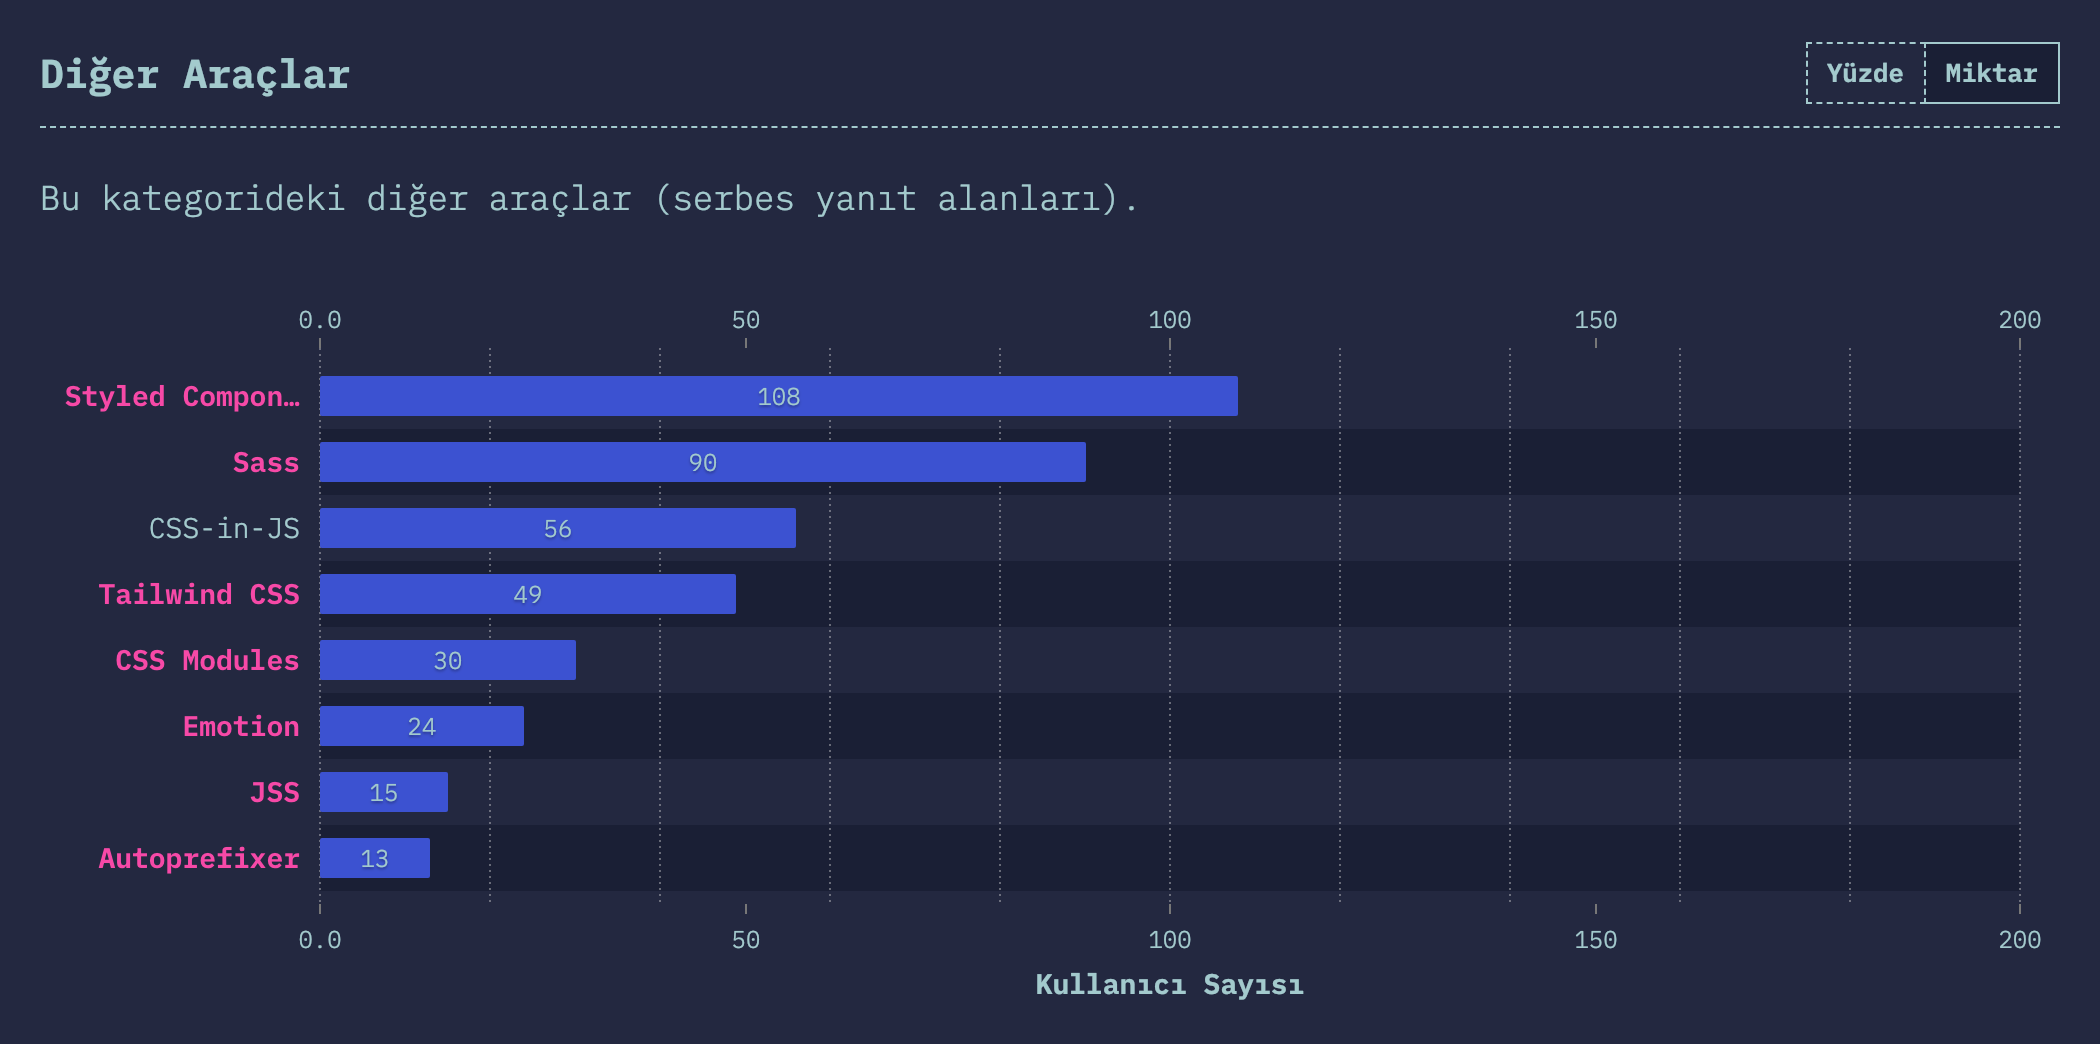 Diğer Araçlar
Yüzde Miktar
Bu kategorideki diğer araçlar (serbes yanıt alanları).
0.0 50 100 150 200
Styled Compon… 108
Sass 90
CSS-in-JS 56
Tailwind CSS 49
CSS Modules 30
Emotion 24
JSS 15
Autoprefixer 13
0.0 50 100 150 200
Kullanıcı Sayısı